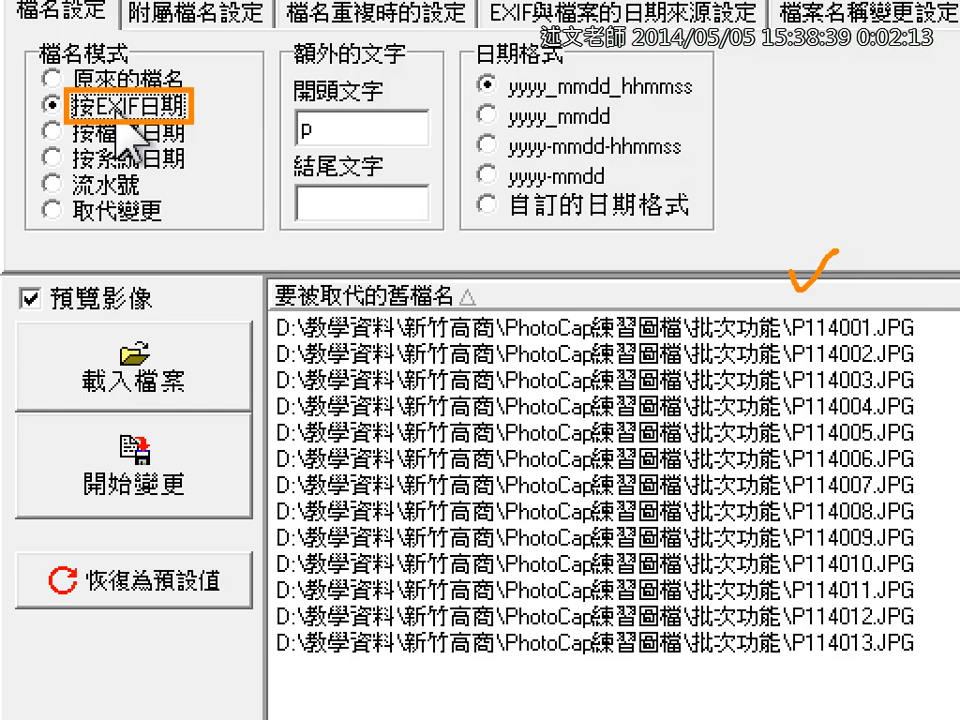 檔名設定 附屬檔名設定 檔名重複時的設定 EXIF與檔案的日期來源設定 檔案名稱變更設定
述文老師 2014/05/05 15:38:39 0:02:13
檔名模式
原來的檔名
按EXIF日期
按檔案日期
按系統日期
流水號
取代變更
額外的文字
開頭文字
p
結尾文字
日期格式
yyyy_mmdd_hhmmss
yyyy_mmdd
yyyy-mmdd-hhmmss
yyyy-mmdd
自訂的日期格式
預覽影像
載入檔案
開始變更
恢復為預設值
要被取代的舊檔名
D:\教學資料\新竹高商\PhotoCap練習圖檔\批次功能\P114001.JPG
D:\教學資料\新竹高商\PhotoCap練習圖檔\批次功能\P114002.JPG
D:\教學資料\新竹高商\PhotoCap練習圖檔\批次功能\P114003.JPG
D:\教學資料\新竹高商\PhotoCap練習圖檔\批次功能\P114004.JPG
D:\教學資料\新竹高商\PhotoCap練習圖檔\批次功能\P114005.JPG
D:\教學資料\新竹高商\PhotoCap練習圖檔\批次功能\P114006.JPG
D:\教學資料\新竹高商\PhotoCap練習圖檔\批次功能\P114007.JPG
D:\教學資料\新竹高商\PhotoCap練習圖檔\批次功能\P114008.JPG
D:\教學資料\新竹高商\PhotoCap練習圖檔\批次功能\P114009.JPG
D:\教學資料\新竹高商\PhotoCap練習圖檔\批次功能\P114010.JPG
D:\教學資料\新竹高商\PhotoCap練習圖檔\批次功能\P114011.JPG
D:\教學資料\新竹高商\PhotoCap練習圖檔\批次功能\P114012.JPG
D:\教學資料\新竹高商\PhotoCap練習圖檔\批次功能\P114013.JPG